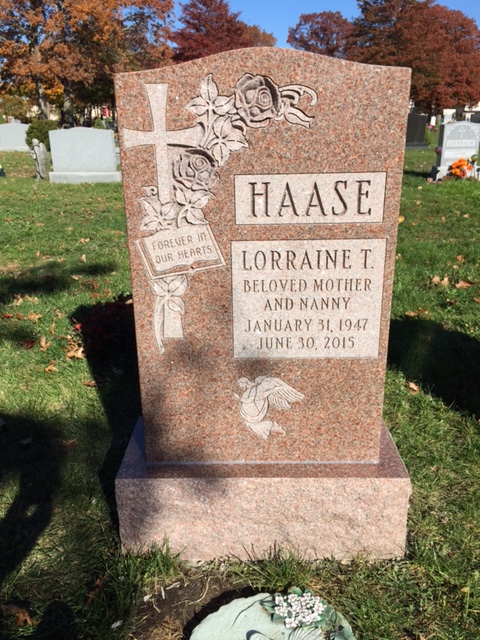 FOREVER IN
OUR HEARTS
HAASE
LORRAINE T.
BELOVED MOTHER
AND NANNY
JANUARY 31, 1947
JUNE 30, 2015